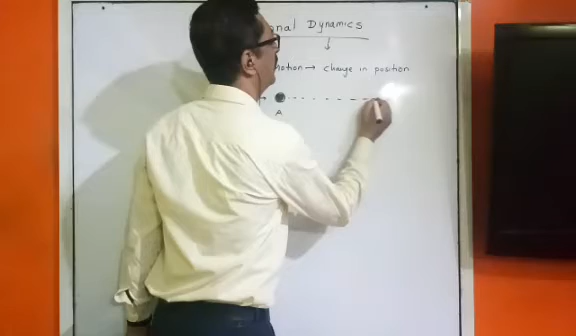 Dynamics
motion → change in position
A